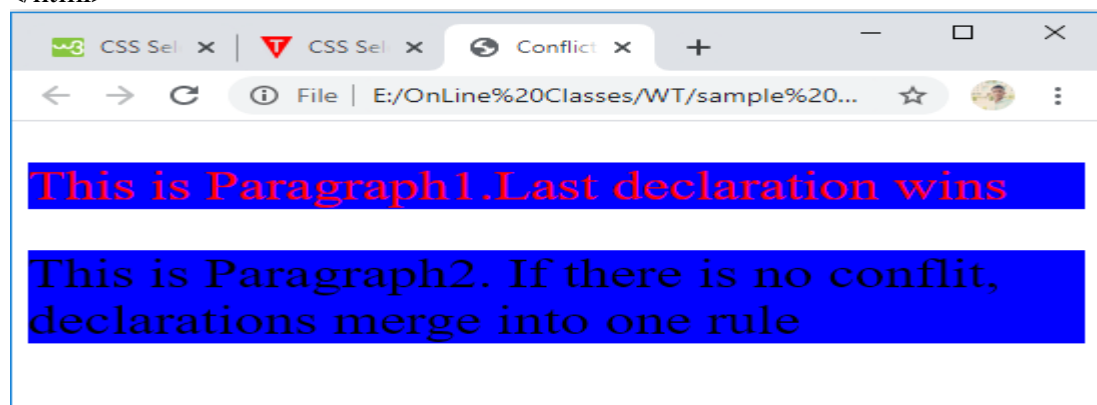 </html>
CSS Sel
CSS Sel
Conflict
File | E:/OnLine%20Classes/WT/sample%20...
This is Paragraph1.Last declaration wins
This is Paragraph2. If there is no conflit,
declarations merge into one rule